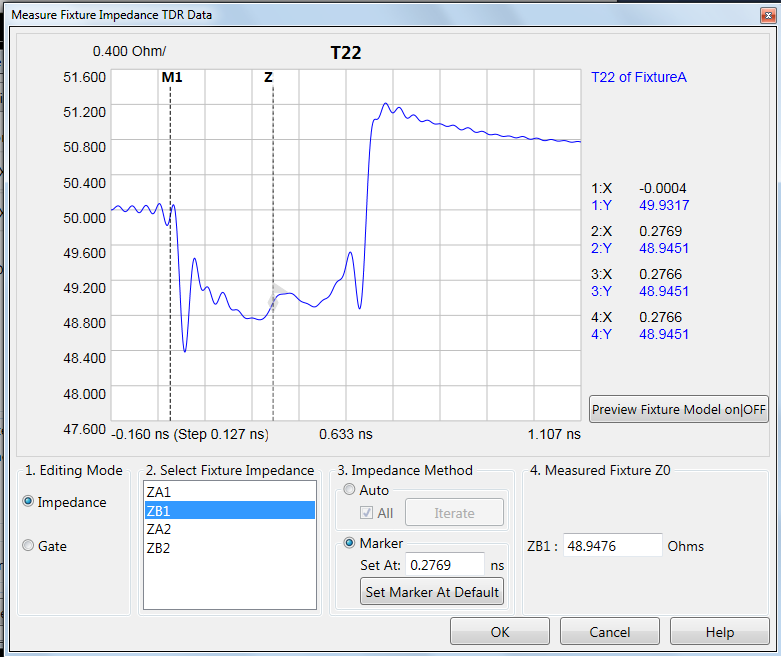 Measure Fixture Impedance TDR Data
0.400 Ohm/
T22
51.600
51.200
50.800
50.400
50.000
49.600
49.200
48.800
48.400
48.000
47.600
M1
Z
-0.160 ns (Step 0.127 ns)
0.633 ns
1.107 ns
T22 of FixtureA
1:X -0.0004
1:Y 49.9317
2:X 0.2769
2:Y 48.9451
3:X 0.2766
3:Y 48.9451
4:X 0.2766
4:Y 48.9451
Preview Fixture Model on|OFF
1. Editing Mode
Impedance
Gate
2. Select Fixture Impedance
ZA1
ZB1
ZA2
ZB2
3. Impedance Method
Auto
All
Iterate
Marker
Set At: 0.2769 ns
Set Marker At Default
4. Measured Fixture Z0
ZB1 : 48.9476 Ohms
OK
Cancel
Help